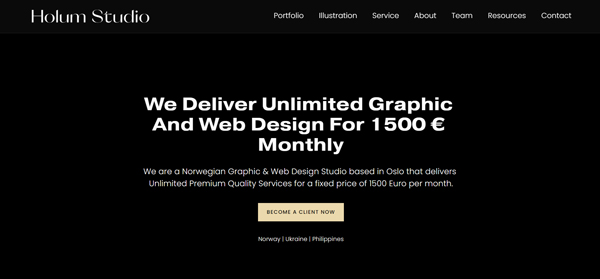 Holum Studio
Portfolio Illustration Service About Team Resources Contact
We Deliver Unlimited Graphic
And Web Design For 1500 €
Monthly
We are a Norwegian Graphic & Web Design Studio based in Oslo that delivers
Unlimited Premium Quality Services for a fixed price of 1500 Euro per month.
BECOME A CLIENT NOW
Norway | Ukraine | Philippines